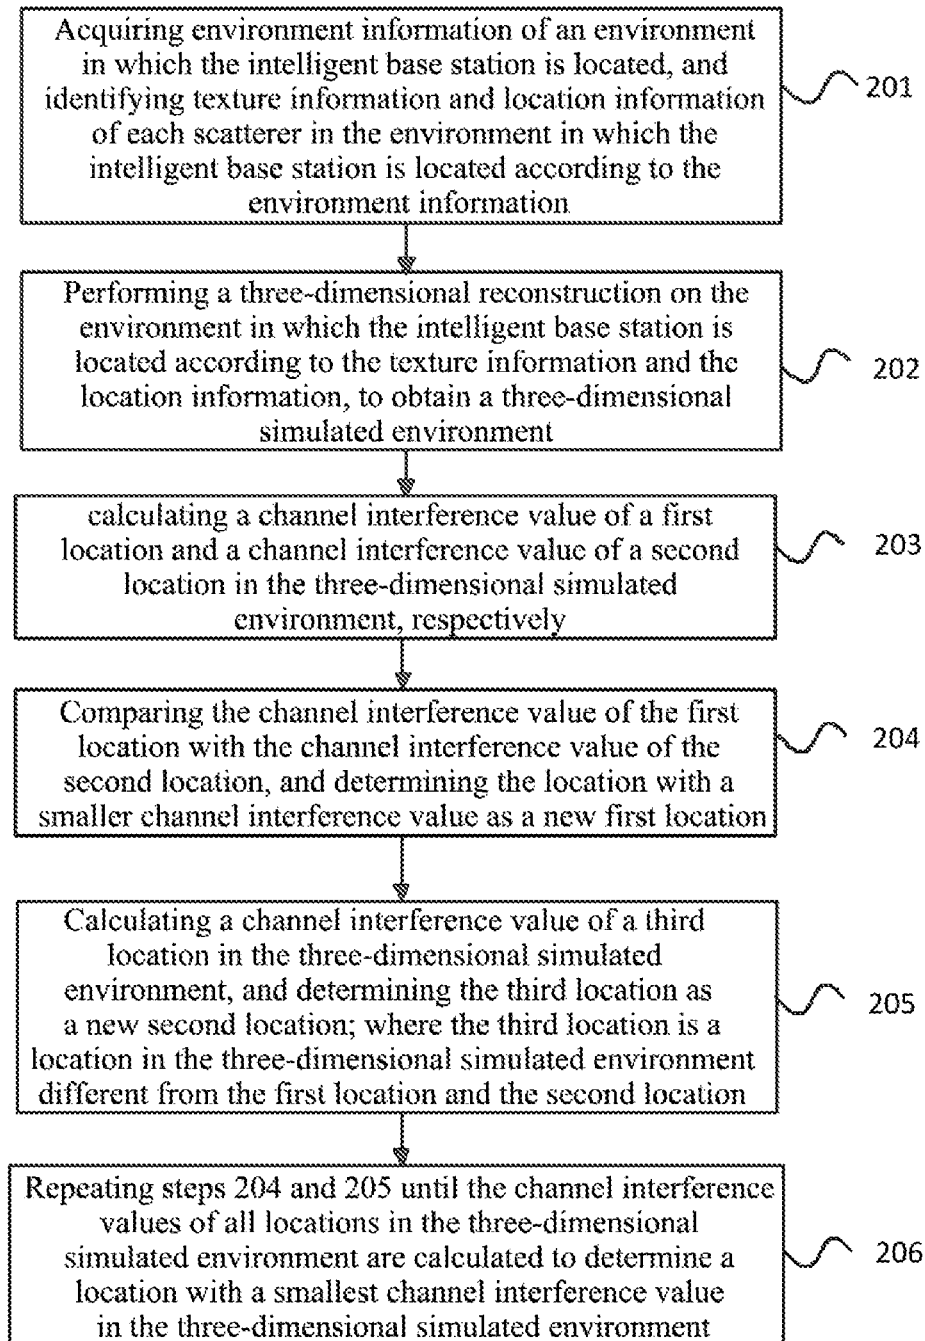 Acquiring environment information of an environment
in which the intelligent base station is located, and
identifying texture information and location information
of each scatterer in the environment in which the
intelligent base station is located according to the
environment information
201
Performing a three-dimensional reconstruction on the
environment in which the intelligent base station is
located according to the texture information and the
location information, to obtain a three-dimensional
simulated environment
202
calculating a channel interference value of a first
location and a channel interference value of a second
location in the three-dimensional simulated
environment, respectively
203
Comparing the channel interference value of the first
location with the channel interference value of the
second location, and determining the location with a
smaller channel interference value as a new first location
204
Calculating a channel interference value of a third
location in the three-dimensional simulated
environment, and determining the third location as
a new second location; where the third location is a
location in the three-dimensional simulated environment
different from the first location and the second location
205
Repeating steps 204 and 205 until the channel interference
values of all locations in the three-dimensional
simulated environment are calculated to determine a
location with a smallest channel interference value
in the three-dimensional simulated environment
206